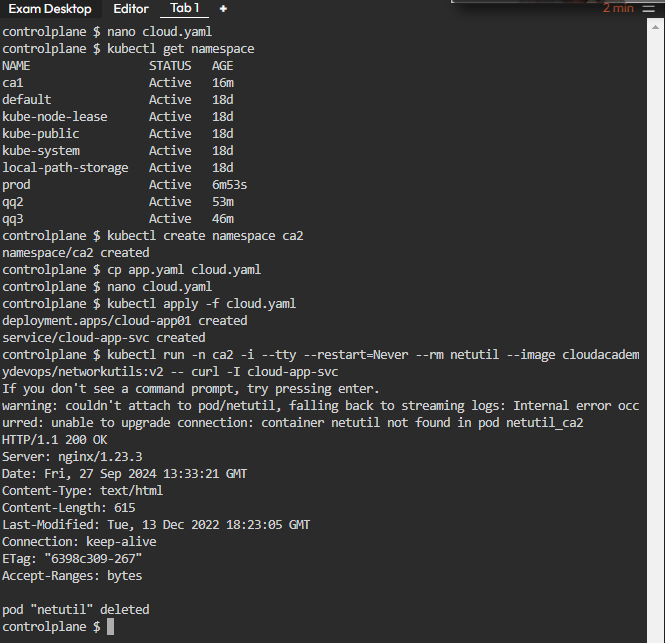 Exam Desktop Editor Tab 1 + 2 min
controlplane $ nano cloud.yaml
controlplane $ kubectl get namespace
NAME STATUS AGE
ca1 Active 16m
default Active 18d
kube-node-lease Active 18d
kube-public Active 18d
kube-system Active 18d
local-path-storage Active 18d
prod Active 6m53s
qq2 Active 53m
qq3 Active 46m
controlplane $ kubectl create namespace ca2
namespace/ca2 created
controlplane $ cp app.yaml cloud.yaml
controlplane $ nano cloud.yaml
controlplane $ kubectl apply -f cloud.yaml
deployment.apps/cloud-app01 created
service/cloud-app-svc created
controlplane $ kubectl run -n ca2 -i --tty --restart=Never --rm netutil --image cloudacadem
ydevops/networkutils:v2 -- curl -I cloud-app-svc
If you don't see a command prompt, try pressing enter.
warning: couldn't attach to pod/netutil, falling back to streaming logs: Internal error occ
urred: unable to upgrade connection: container netutil not found in pod netutil_ca2
HTTP/1.1 200 OK
Server: nginx/1.23.3
Date: Fri, 27 Sep 2024 13:33:21 GMT
Content-Type: text/html
Content-Length: 615
Last-Modified: Tue, 13 Dec 2022 18:23:05 GMT
Connection: keep-alive
ETag: "6398c309-267"
Accept-Ranges: bytes
pod "netutil" deleted
controlplane $